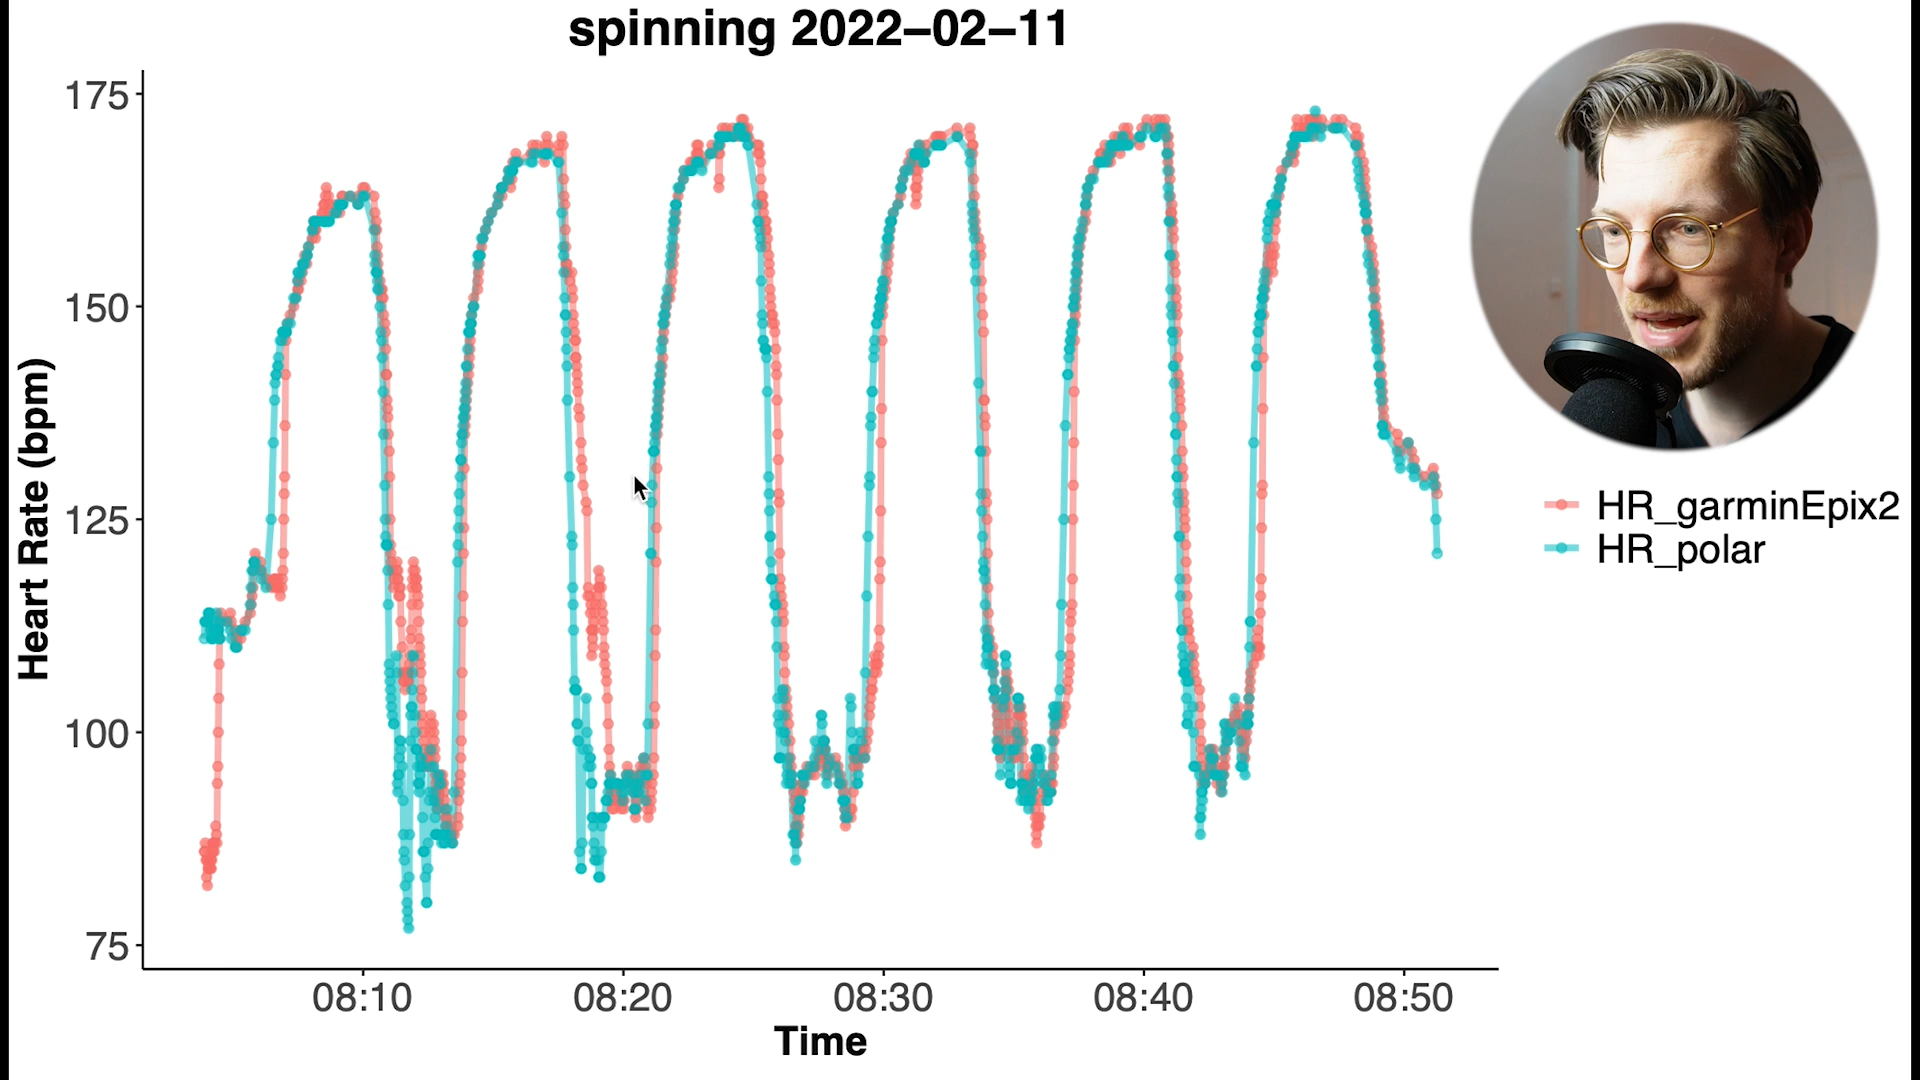 spinning 2022–02–11
175
150
125
100
75
Heart Rate (bpm)
08:10
08:20
08:30
08:40
08:50
Time
HR_garminEpix2
HR_polar